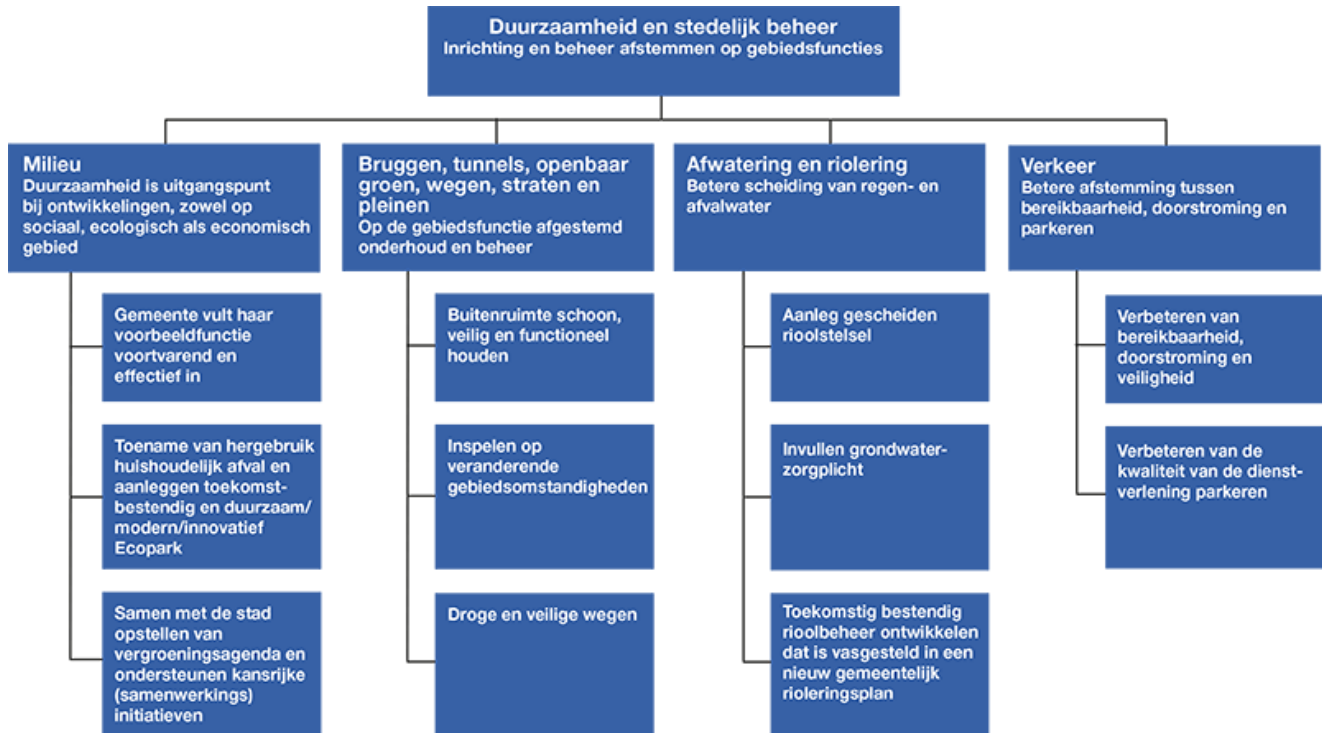 Duurzaamheid en stedelijk beheer
Inrichting en beheer afstemmen op gebiedsfuncties
Milieu
Duurzaamheid is uitgangspunt
bij ontwikkelingen, zowel op
sociaal, ecologisch als economisch
gebied
Gemeente vult haar
voorbeeldfunctie
voortvarend en
effectief in
Toename van hergebruik
huishoudelijk afval en
aanleggen toekomst-
bestendig en duurzaam/
modern/innovatief
Ecopark
Samen met de stad
opstellen van
vergroeningsagenda en
ondersteunen kansrijke
(samenwerkings)
initiatieven
Bruggen, tunnels, openbaar
groen, wegen, straten en
pleinen
Op de gebiedsfunctie afgestemd
onderhoud en beheer
Buitenruimte schoon,
veilig en functioneel
houden
Inspelen op
veranderende
gebiedsomstandigheden
Droge en veilige wegen
Afwatering en riolering
Betere scheiding van regen- en
afvalwater
Aanleg gescheiden
rioolstelsel
Invullen grondwater-
zorgplicht
Toekomstig bestendig
rioolbeheer ontwikkelen
dat is vasgesteld in een
nieuw gemeentelijk
rioleringsplan
Verkeer
Betere afstemming tussen
bereikbaarheid, doorstroming en
parkeren
Verbeteren van
bereikbaarheid,
doorstroming en
veiligheid
Verbeteren van de
kwaliteit van de dienst-
verlening parkeren